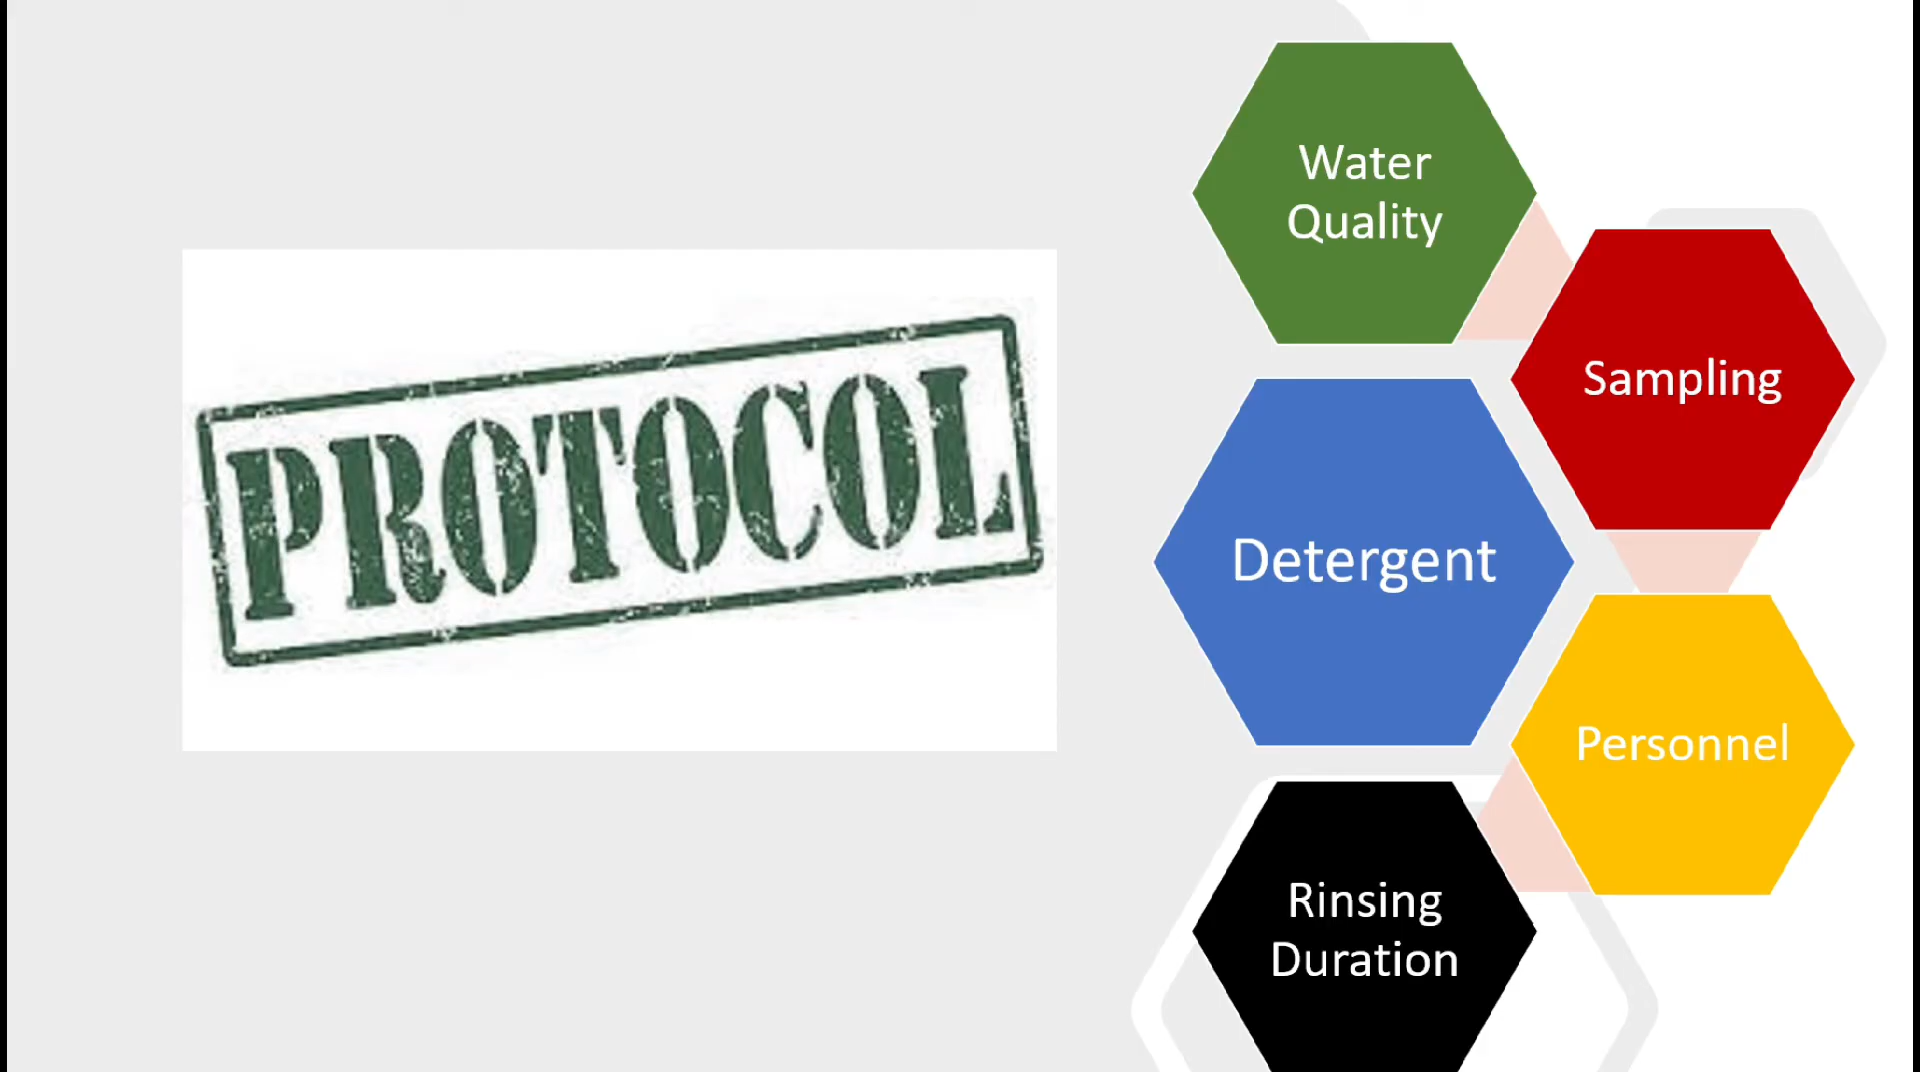 PROTOCOL
Water
Quality
Sampling
Detergent
Personnel
Rinsing
Duration